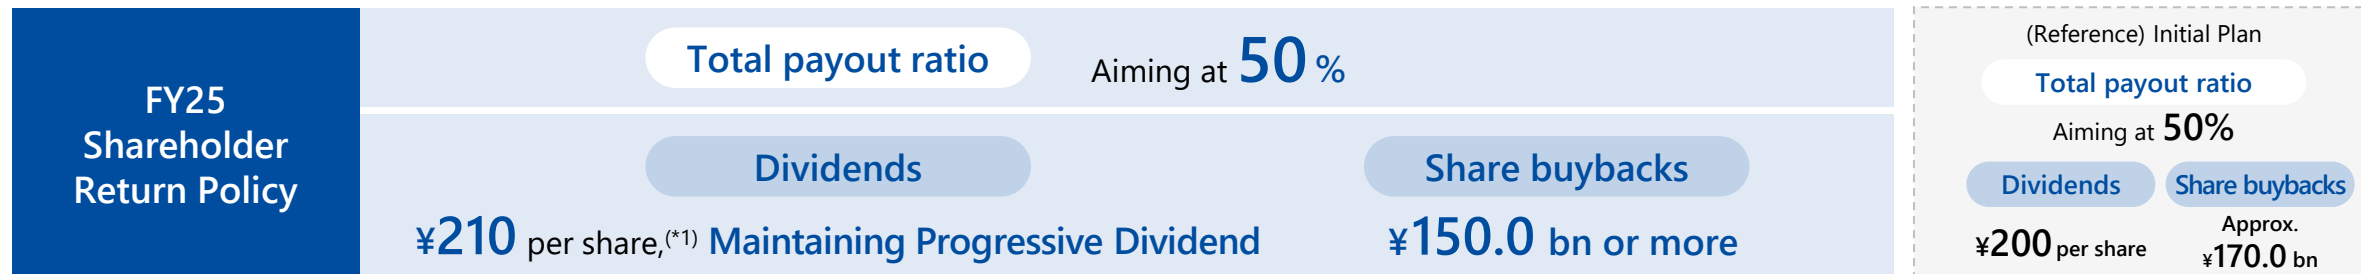 FY25
Shareholder
Return Policy
Total payout ratio
Aiming at 50 %
Dividends
¥210 per share,(*1) Maintaining Progressive Dividend
Share buybacks
¥150.0 bn or more
(Reference) Initial Plan
Total payout ratio
Aiming at 50%
Dividends
¥200 per share
Share buybacks
Approx.
¥170.0 bn